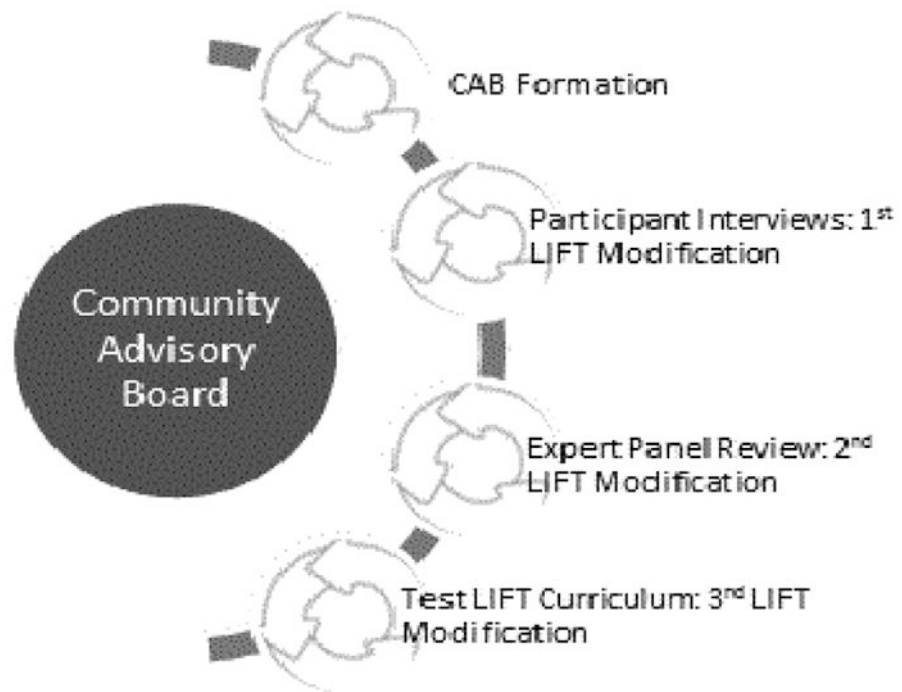 CAB Formation
Participant Interviews: 1st
LIFT Modification
Community
Advisory
Board
Expert Panel Review: 2nd
LIFT Modification
Test LIFT Curriculum: 3rd LIFT
Modification